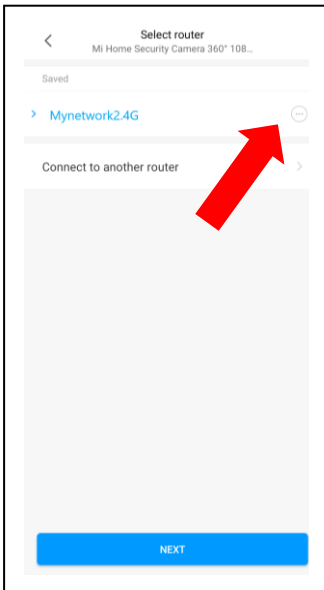 Select router
Mi Home Security Camera 360° 108...
Saved
Mynetwork2.4G
Connect to another router
NEXT